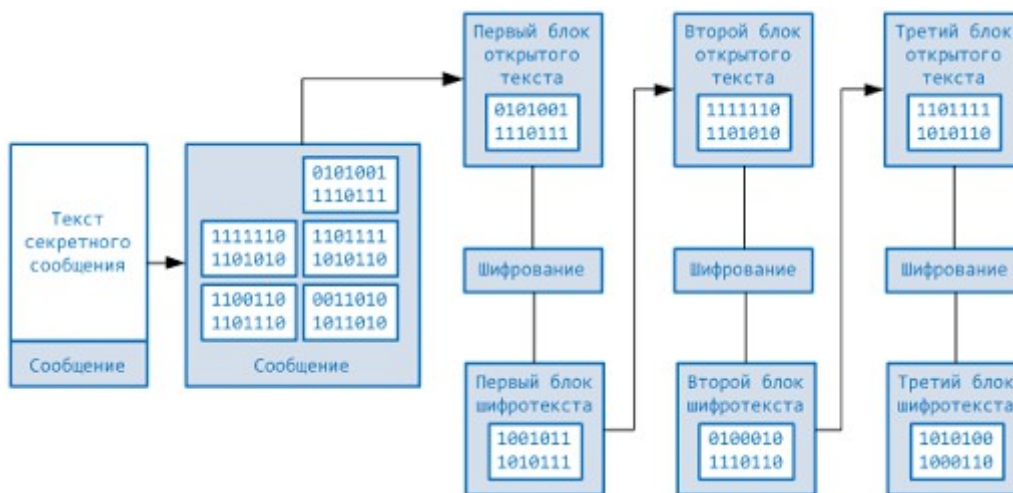 Текст
секретного
сообщения
Сообщение
0101001
1110111
1111110
1101010
1101111
1010110
1100110
1101110
0011010
1011010
Сообщение
Первый блок
открытого
текста
0101001
1110111
Шифрование
Первый блок
шифротекста
1001011
1010111
Второй блок
открытого
текста
1111110
1101010
Шифрование
Второй блок
шифротекста
0100010
1110110
Третий блок
открытого
текста
1101111
1010110
Шифрование
Третий блок
шифротекста
1010100
1000110